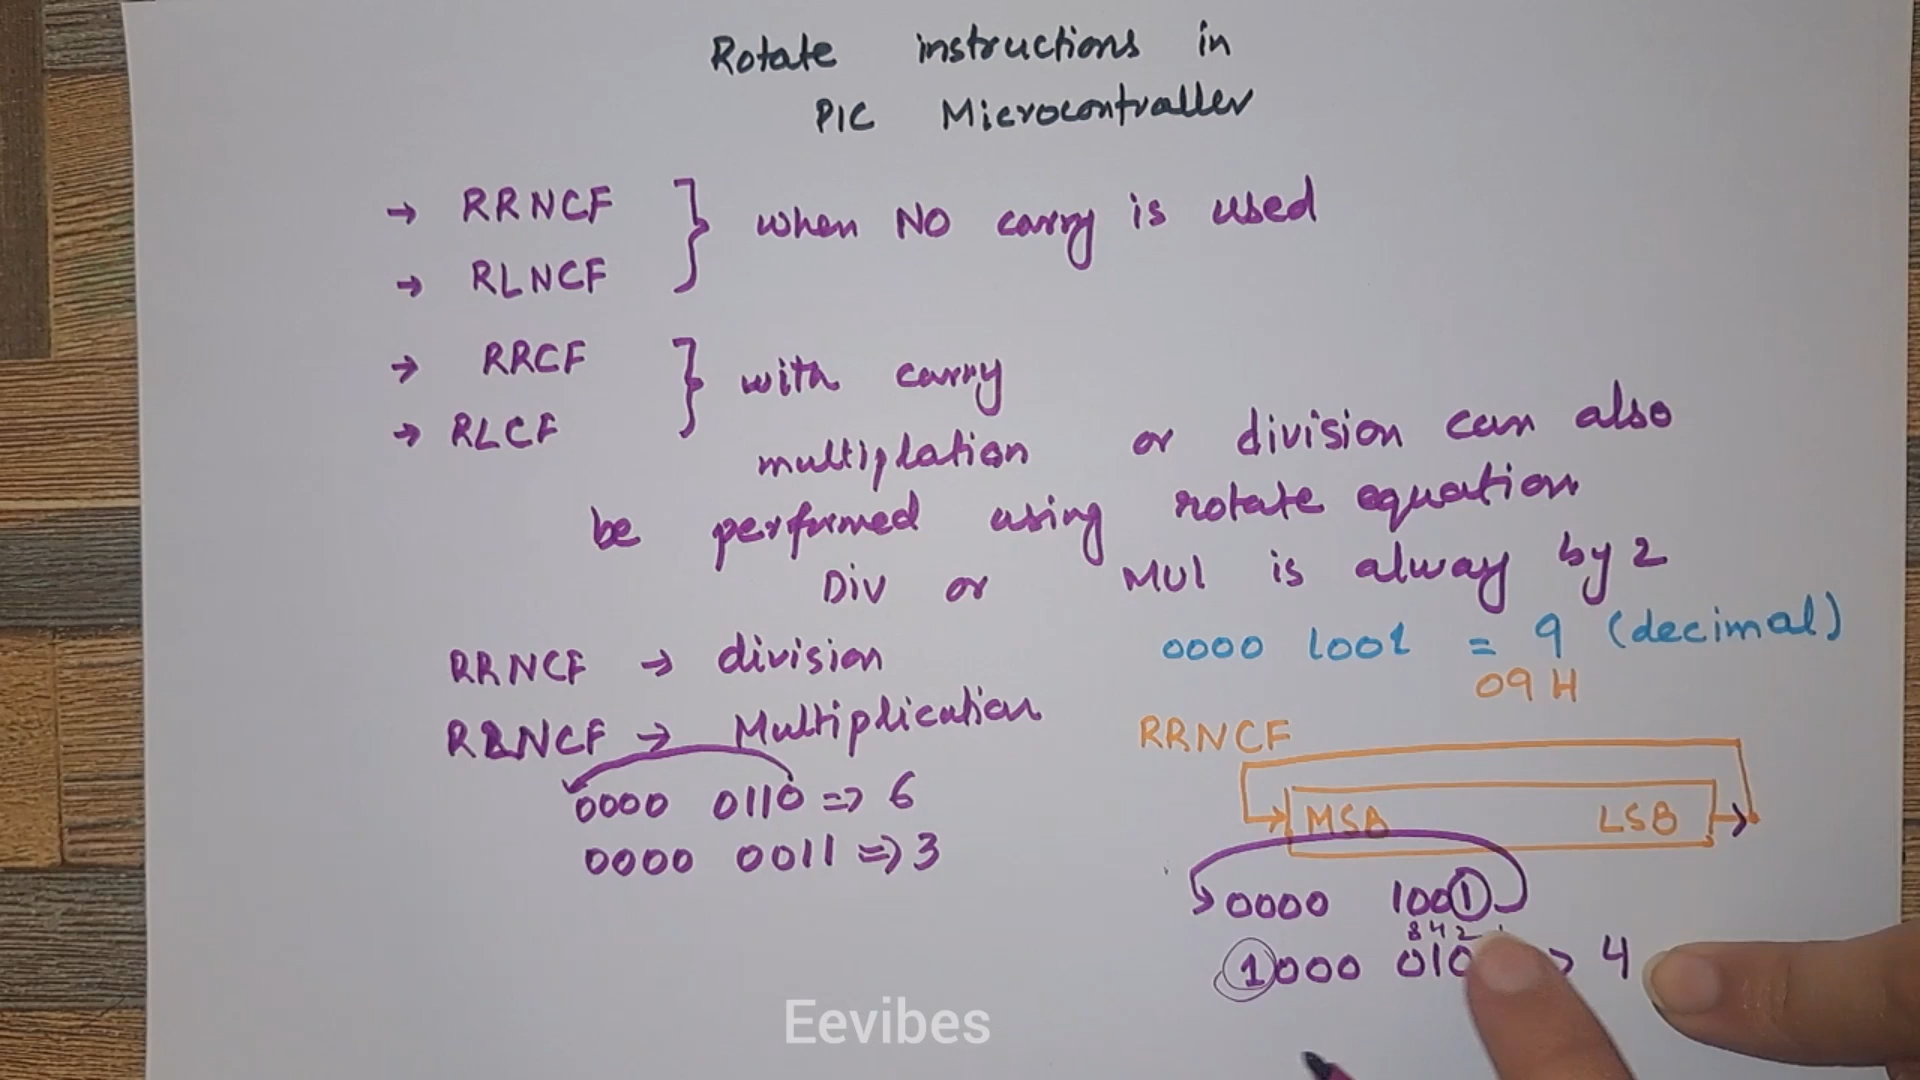 Rotate instructions in
PIC Microcontraller
→ RRNCF
→ RLNCF
when NO carry is used
→ RRCF
→ RLCF
with carry
multiplation or division can also
be performed using rotate equation
DIV or MUl is alway by 2
RRNCF → division
RLNCF → Multiplication
0000 0110 => 6
0000 0011 => 3
0000 1001 = 9 (decimal)
09 H
RRNCF
MSB LSB
0000 1001
8 4 2
1000 010 > 4
Eevibes